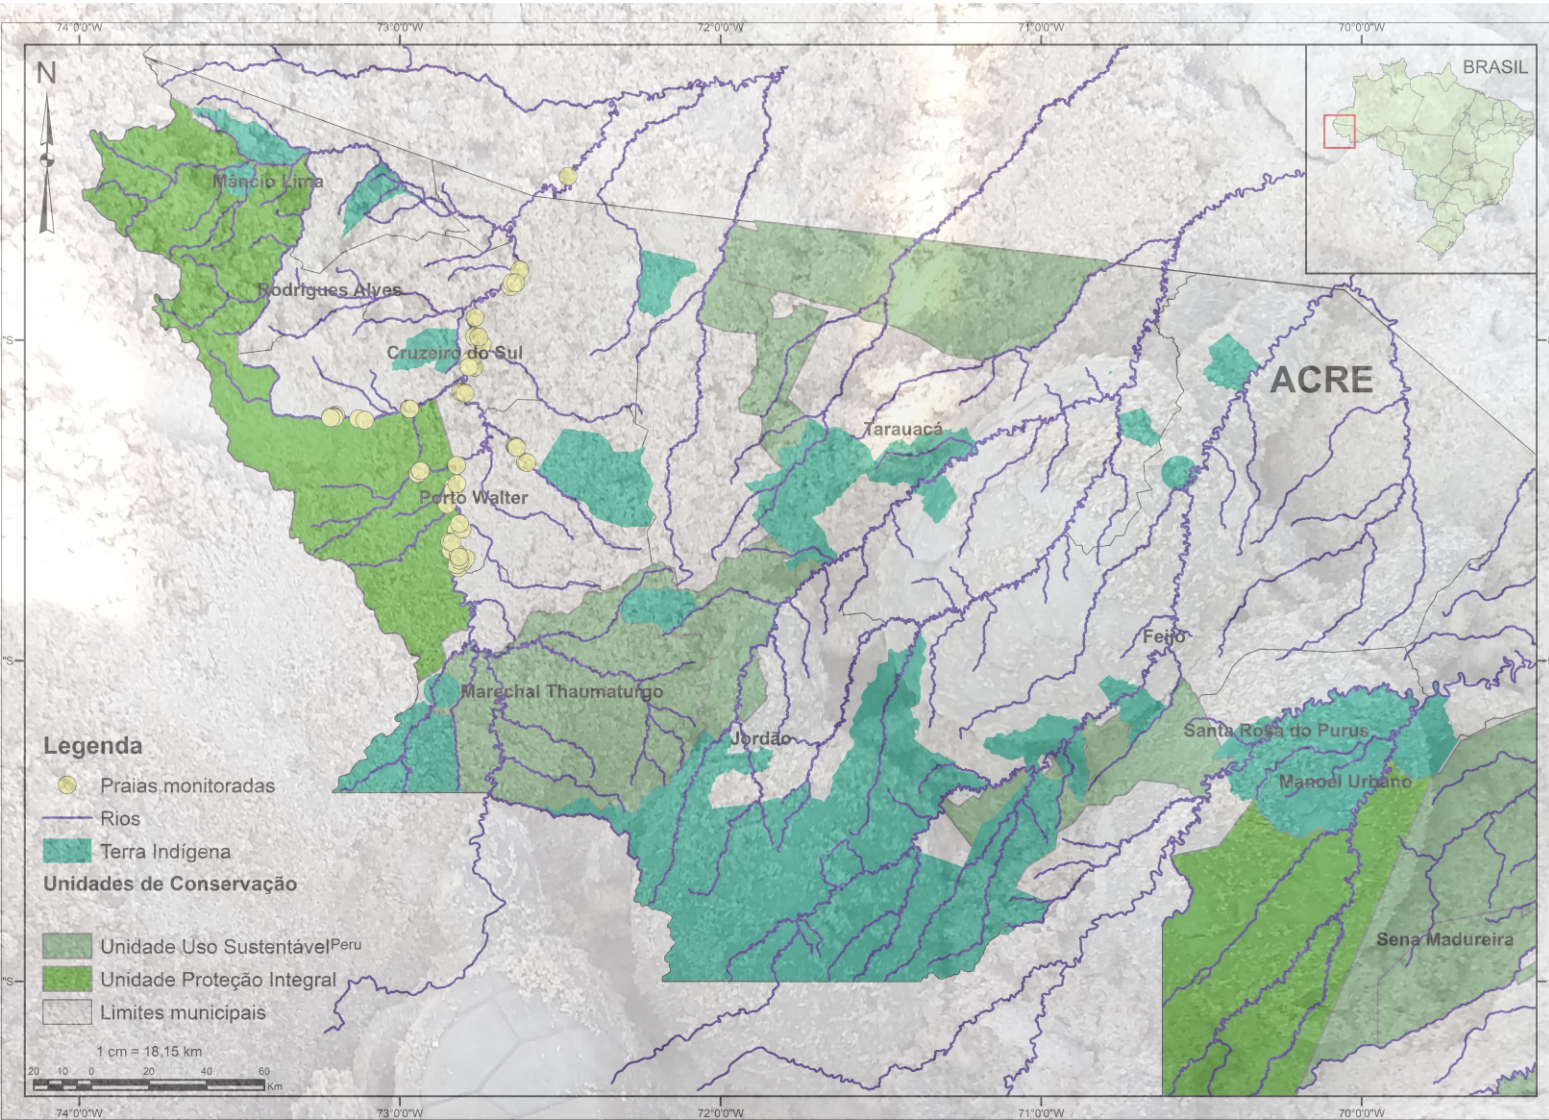 74°0'0"W 73°0'0"W 72°0'0"W 71°0'0"W 70°0'0"W
N
BRASIL
Mâncio Lima
Rodrigues Alves
Cruzeiro do Sul
ACRE
Tarauacá
Porto Walter
Feijó
Marechal Thaumaturgo
Jordão
Santa Rosa do Purus
Manoel Urbano
Sena Madureira
Legenda
Praias monitoradas
Rios
Terra Indígena
Unidades de Conservação
Unidade Uso Sustentável Peru
Unidade Proteção Integral
Limites municipais
1 cm = 18.15 km
20 10 0 20 40 60
Km
74°0'0"W 73°0'0"W 72°0'0"W 71°0'0"W 70°0'0"W